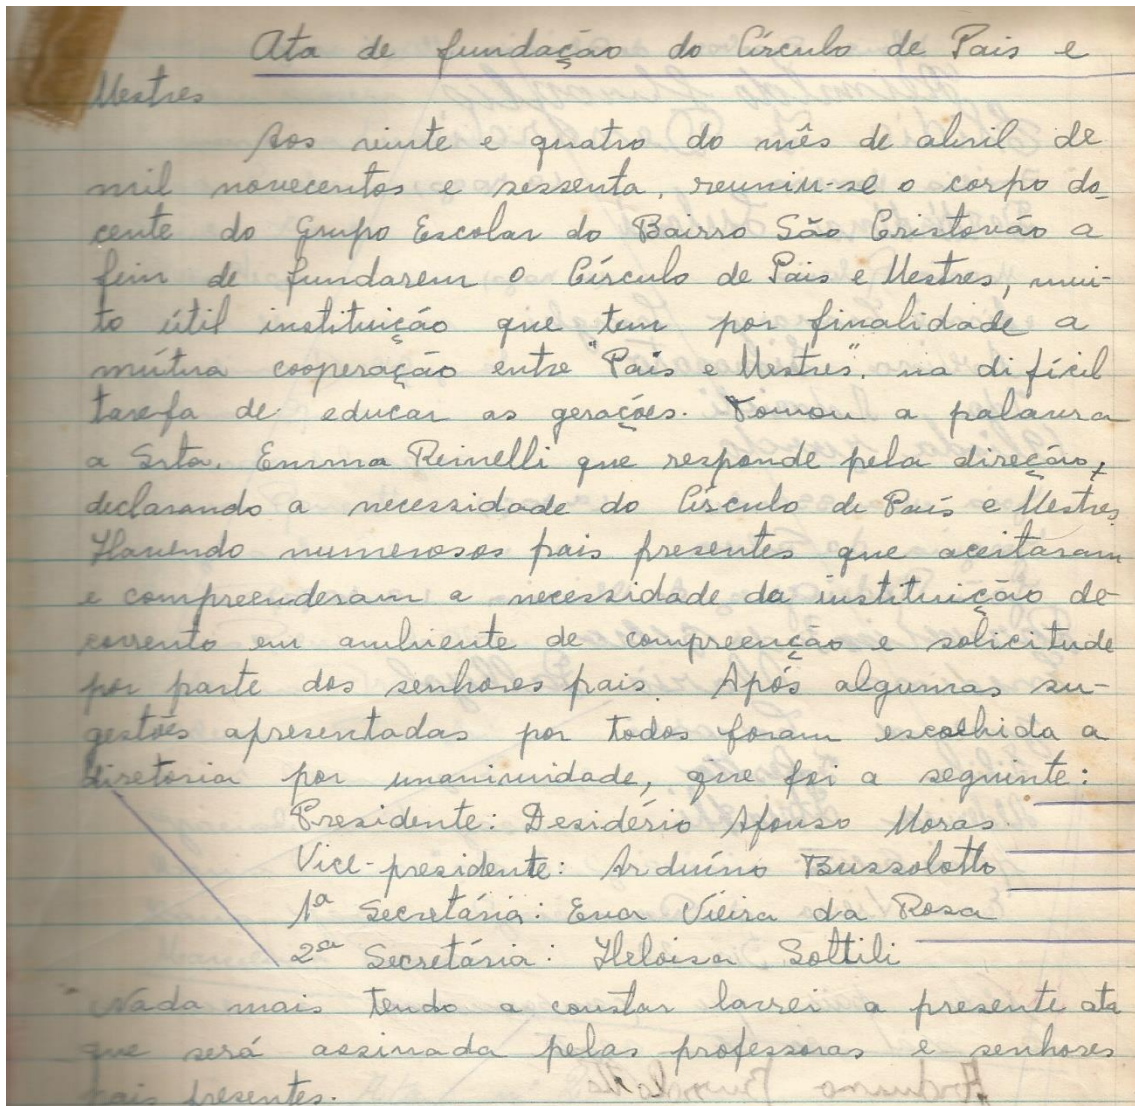 Ata de fundação do Círculo de Pais e
Mestres
Aos vinte e quatro do mês de abril de
mil novecentos e sessenta, reuniu-se o corpo do-
cente do Grupo Escolar do Bairro São Cristovão a
fim de fundarem o Círculo de Pais e Mestres, mui-
to útil instituição que tem por finalidade a
mútua cooperação entre "Pais e Mestres", na difícil
tarefa de educar as gerações. Tomou a palavra
a Srta. Emma Reinelli que responde pela direção,
declarando a necessidade do Círculo de Pais e Mestres
Havendo numerosos pais presentes que aceitaram
e compreenderam a necessidade da instituição de-
corrento em ambiente de compreenção e solicitude
por parte dos senhores pais. Após algumas su-
gestões apresentadas por todos foram escolhida a
diretoria por unanimidade, que foi a seguinte:
Presidente: Desidério Afonso Moras.
Vice-presidente: Arduíno Bussolotto
1ª Secretária: Eva Vieira da Rosa
2ª Secretária: Heloisa Soltili
Nada mais tendo a constar lavrei a presente ata
que será assinada pelas professoras e senhores
pais presentes.